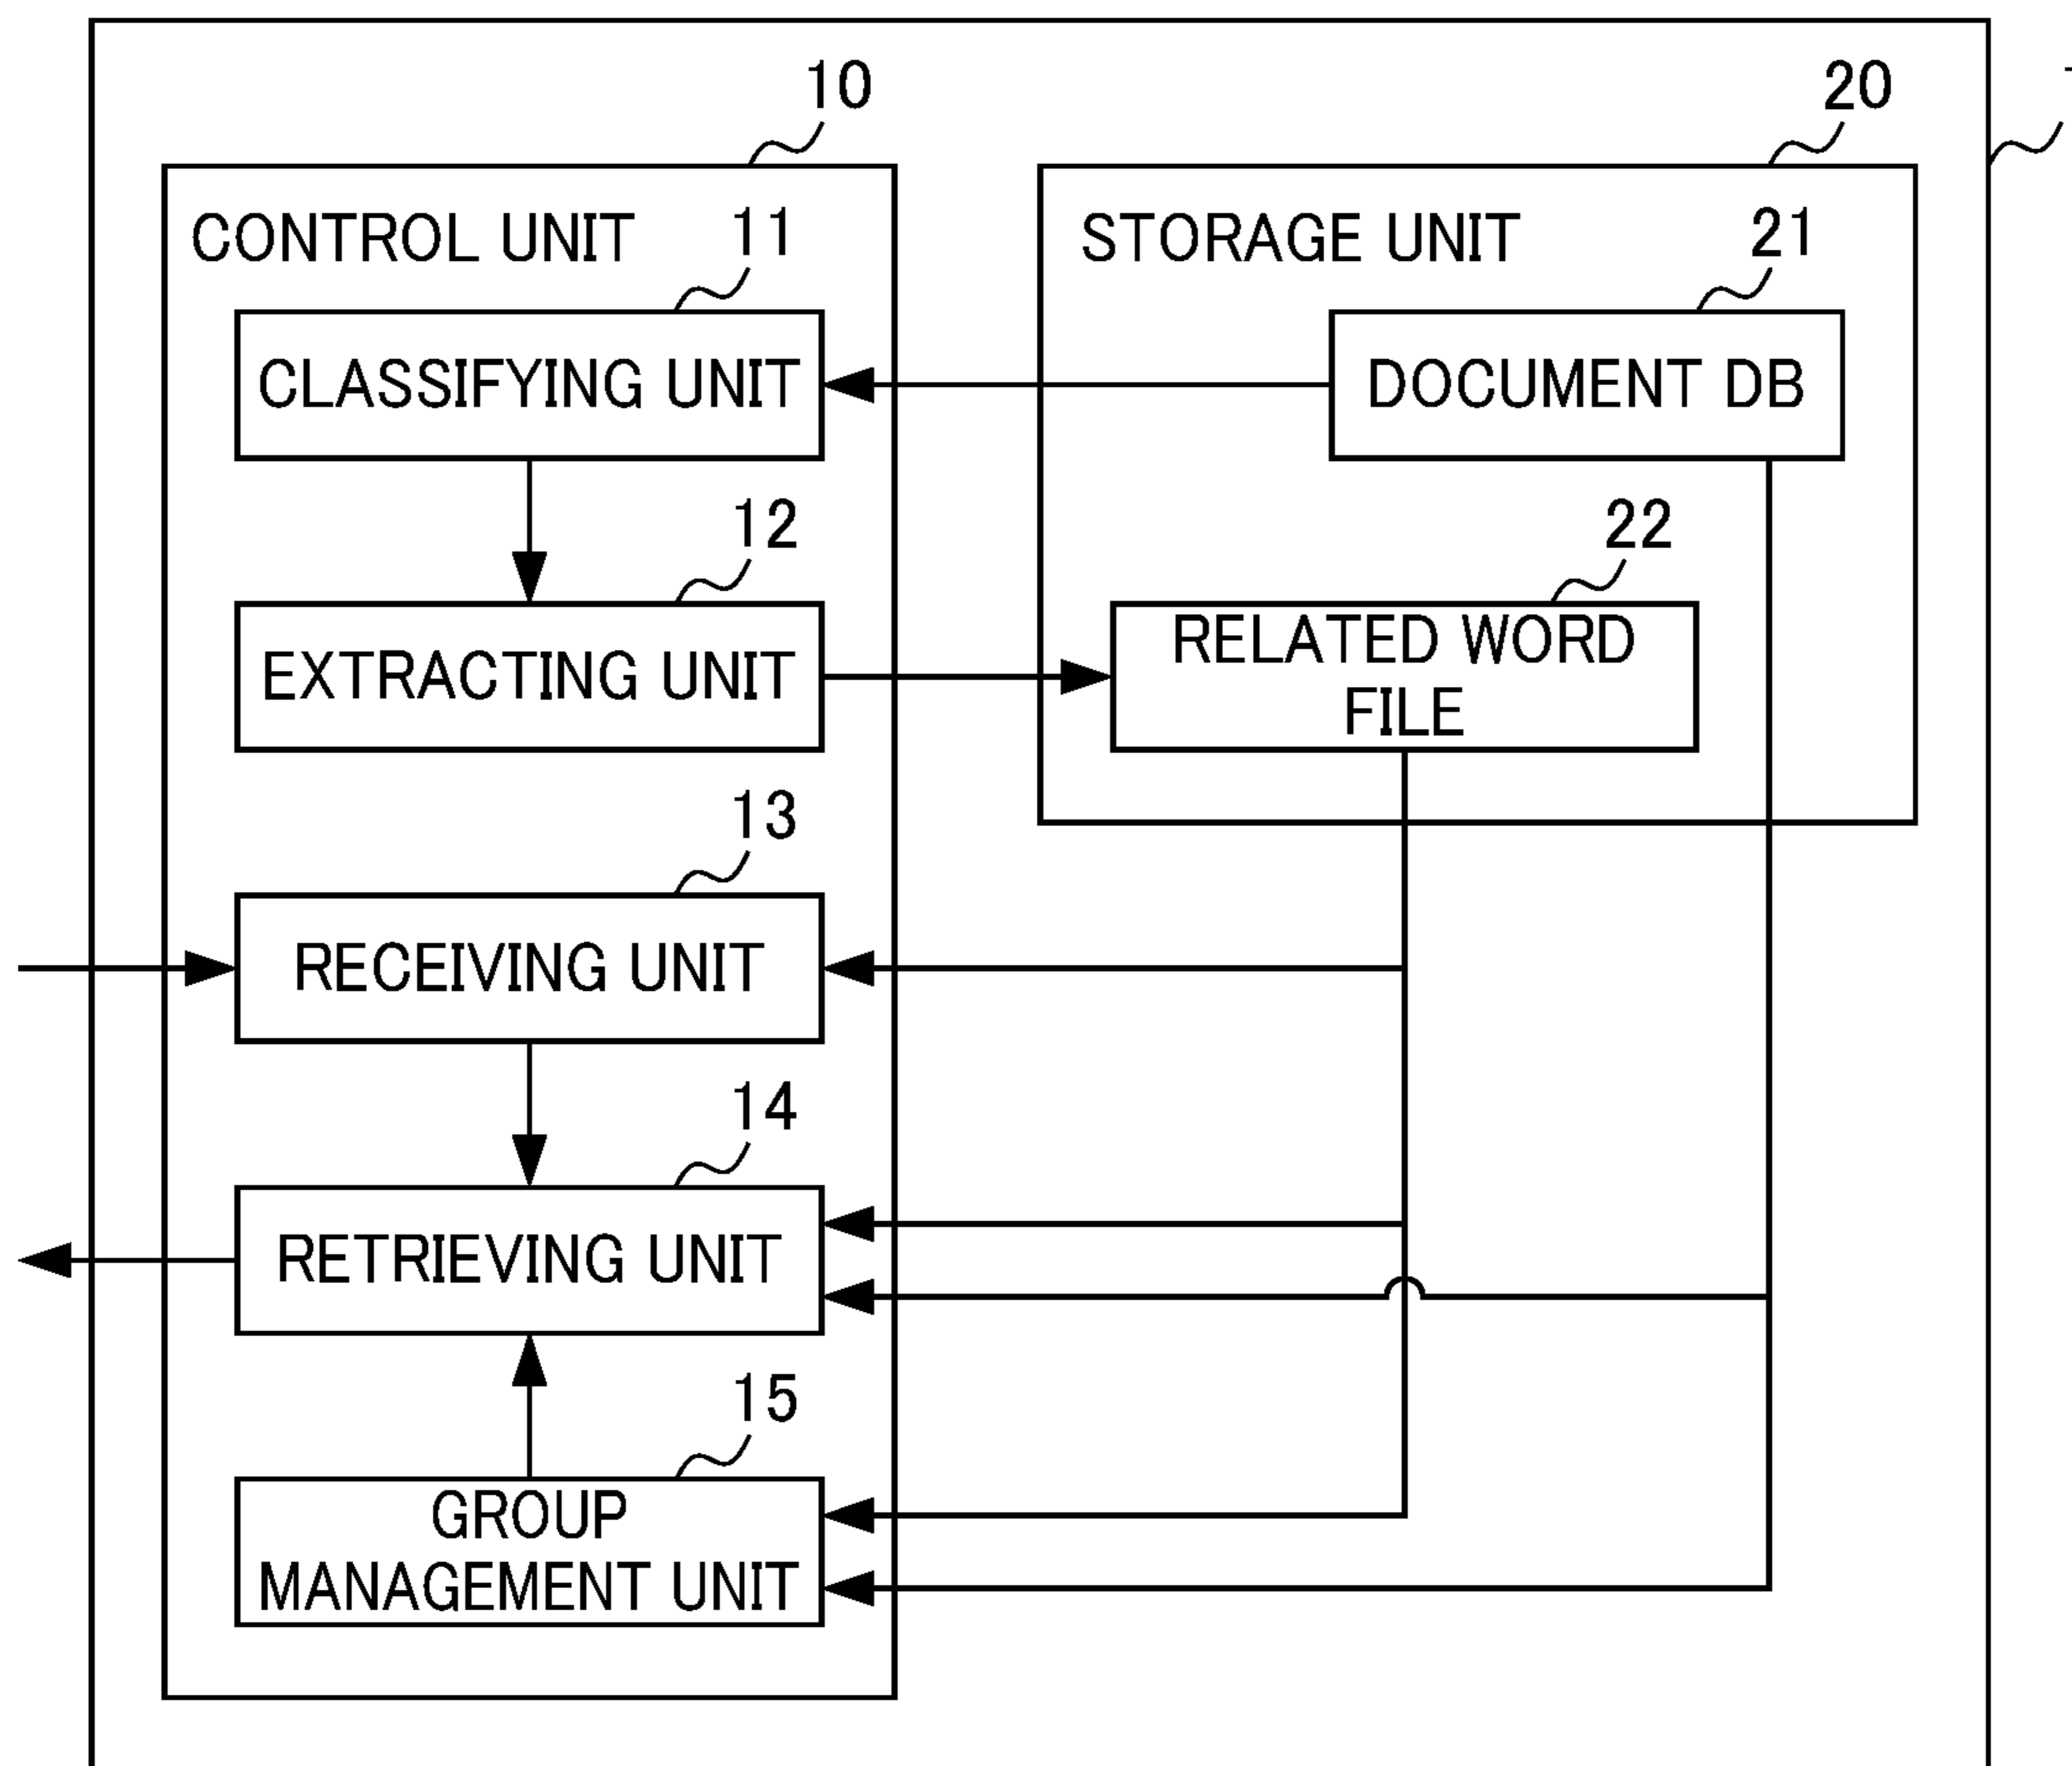 10
20
CONTROL UNIT
11
STORAGE UNIT
21
CLASSIFYING UNIT
DOCUMENT DB
12
22
EXTRACTING UNIT
RELATED WORD
FILE
13
RECEIVING UNIT
14
RETRIEVING UNIT
15
GROUP
MANAGEMENT UNIT